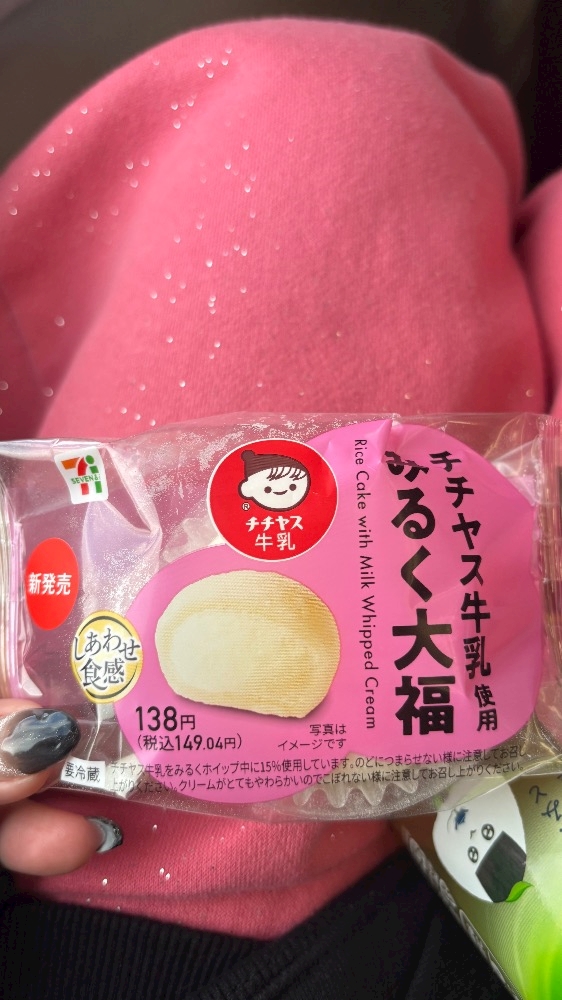 チチヤス牛乳使用
みるく大福
Rice Cake with Milk Whipped Cream
SEVEN&i
®
チチヤス
牛乳
新発売
しあわせ
食感
138円
(税込149.04円)
写真は
イメージです
要冷蔵
チチヤス牛乳をみるくホイップ中に15%使用しています。のどにつまらせない様に注意してお召し
上がりください。クリームがとてもやわらかいのでこぼれない様に注意してお召し上がりください。